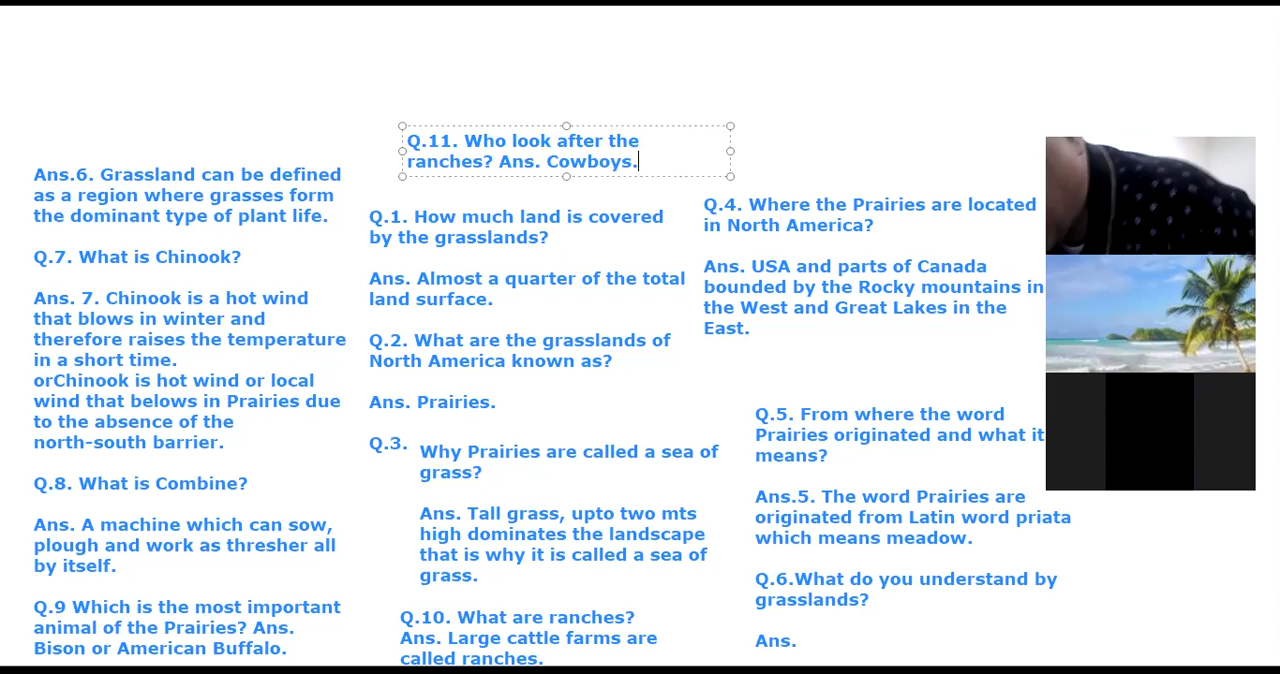 Q.11. Who look after the
ranches? Ans. Cowboys.
Ans.6. Grassland can be defined
as a region where grasses form
the dominant type of plant life.
Q.7. What is Chinook?
Ans. 7. Chinook is a hot wind
that blows in winter and
therefore raises the temperature
in a short time.
orChinook is hot wind or local
wind that belows in Prairies due
to the absence of the
north-south barrier.
Q.8. What is Combine?
Ans. A machine which can sow,
plough and work as thresher all
by itself.
Q.9 Which is the most important
animal of the Prairies? Ans.
Bison or American Buffalo.
Q.1. How much land is covered
by the grasslands?
Ans. Almost a quarter of the total
land surface.
Q.2. What are the grasslands of
North America known as?
Ans. Prairies.
Q.3.
Why Prairies are called a sea of
grass?
Ans. Tall grass, upto two mts
high dominates the landscape
that is why it is called a sea of
grass.
Q.10. What are ranches?
Ans. Large cattle farms are
called ranches.
Q.4. Where the Prairies are located
in North America?
Ans. USA and parts of Canada
bounded by the Rocky mountains in
the West and Great Lakes in the
East.
Q.5. From where the word
Prairies originated and what it
means?
Ans.5. The word Prairies are
originated from Latin word priata
which means meadow.
Q.6.What do you understand by
grasslands?
Ans.